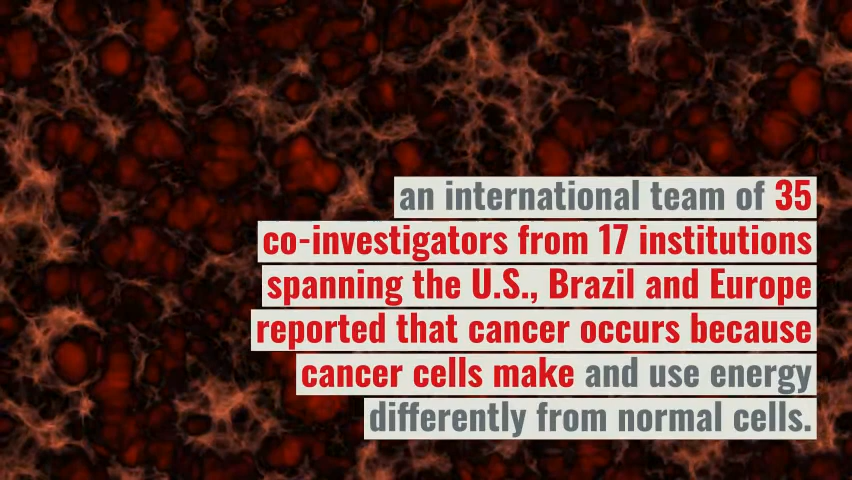 an international team of 35
co-investigators from 17 institutions
spanning the U.S., Brazil and Europe
reported that cancer occurs because
cancer cells make and use energy
differently from normal cells.